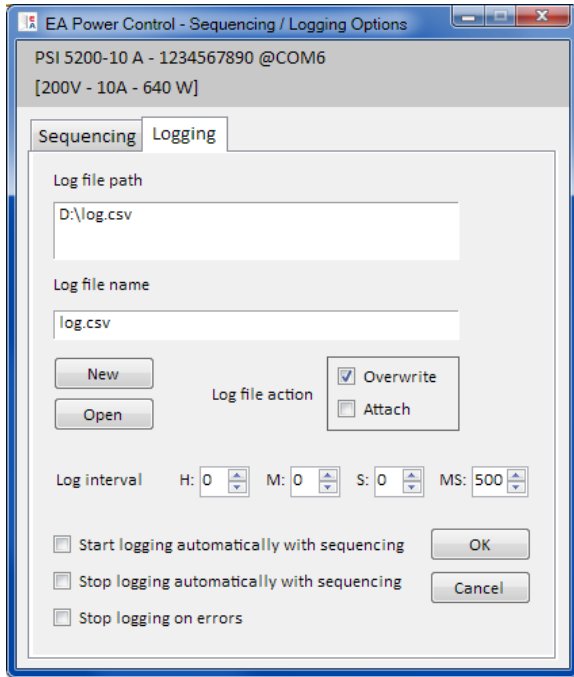 EA Power Control - Sequencing / Logging Options
PSI 5200-10 A - 1234567890 @COM6
[200V - 10A - 640 W]
Sequencing Logging
Log file path
D:\log.csv
Log file name
log.csv
New
Open
Log file action
Overwrite
Attach
Log interval H: 0 M: 0 S: 0 MS: 500
Start logging automatically with sequencing
Stop logging automatically with sequencing
Stop logging on errors
OK
Cancel